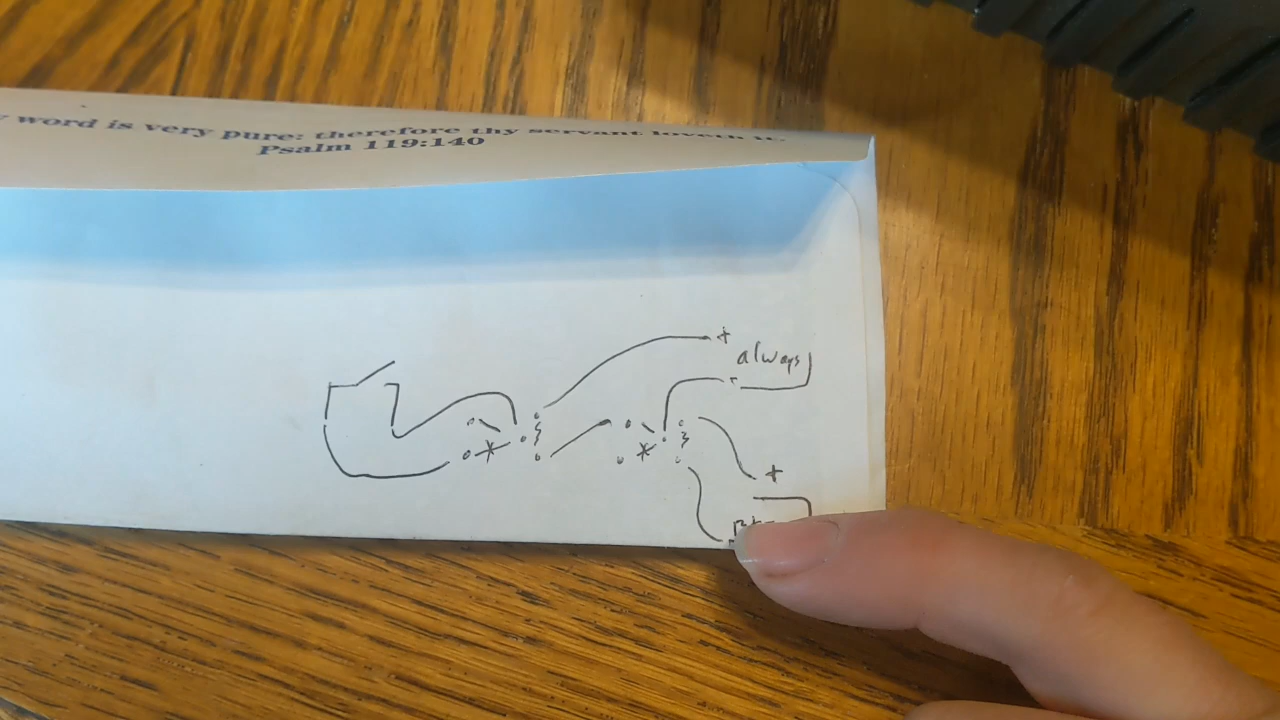 word is very pure: therefore thy servant loveth it.
Psalm 119:140
+
always
-
+